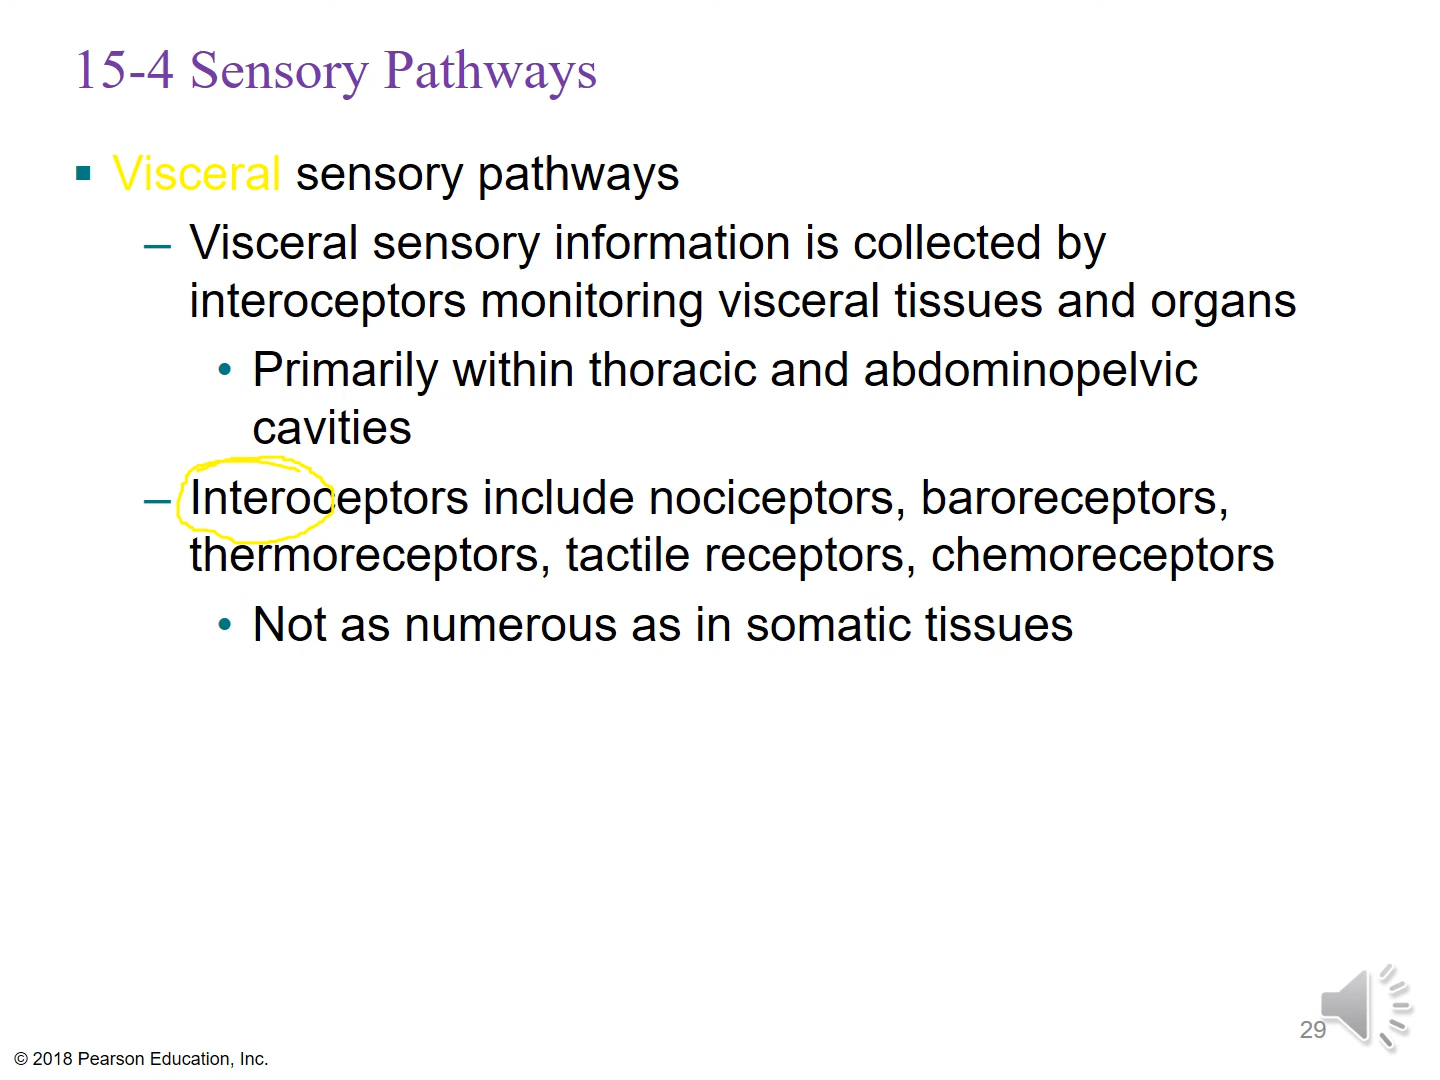 15-4 Sensory Pathways
▪ Visceral sensory pathways
– Visceral sensory information is collected by
interoceptors monitoring visceral tissues and organs
• Primarily within thoracic and abdominopelvic
cavities
– Interoceptors include nociceptors, baroreceptors,
thermoreceptors, tactile receptors, chemoreceptors
• Not as numerous as in somatic tissues
29
© 2018 Pearson Education, Inc.